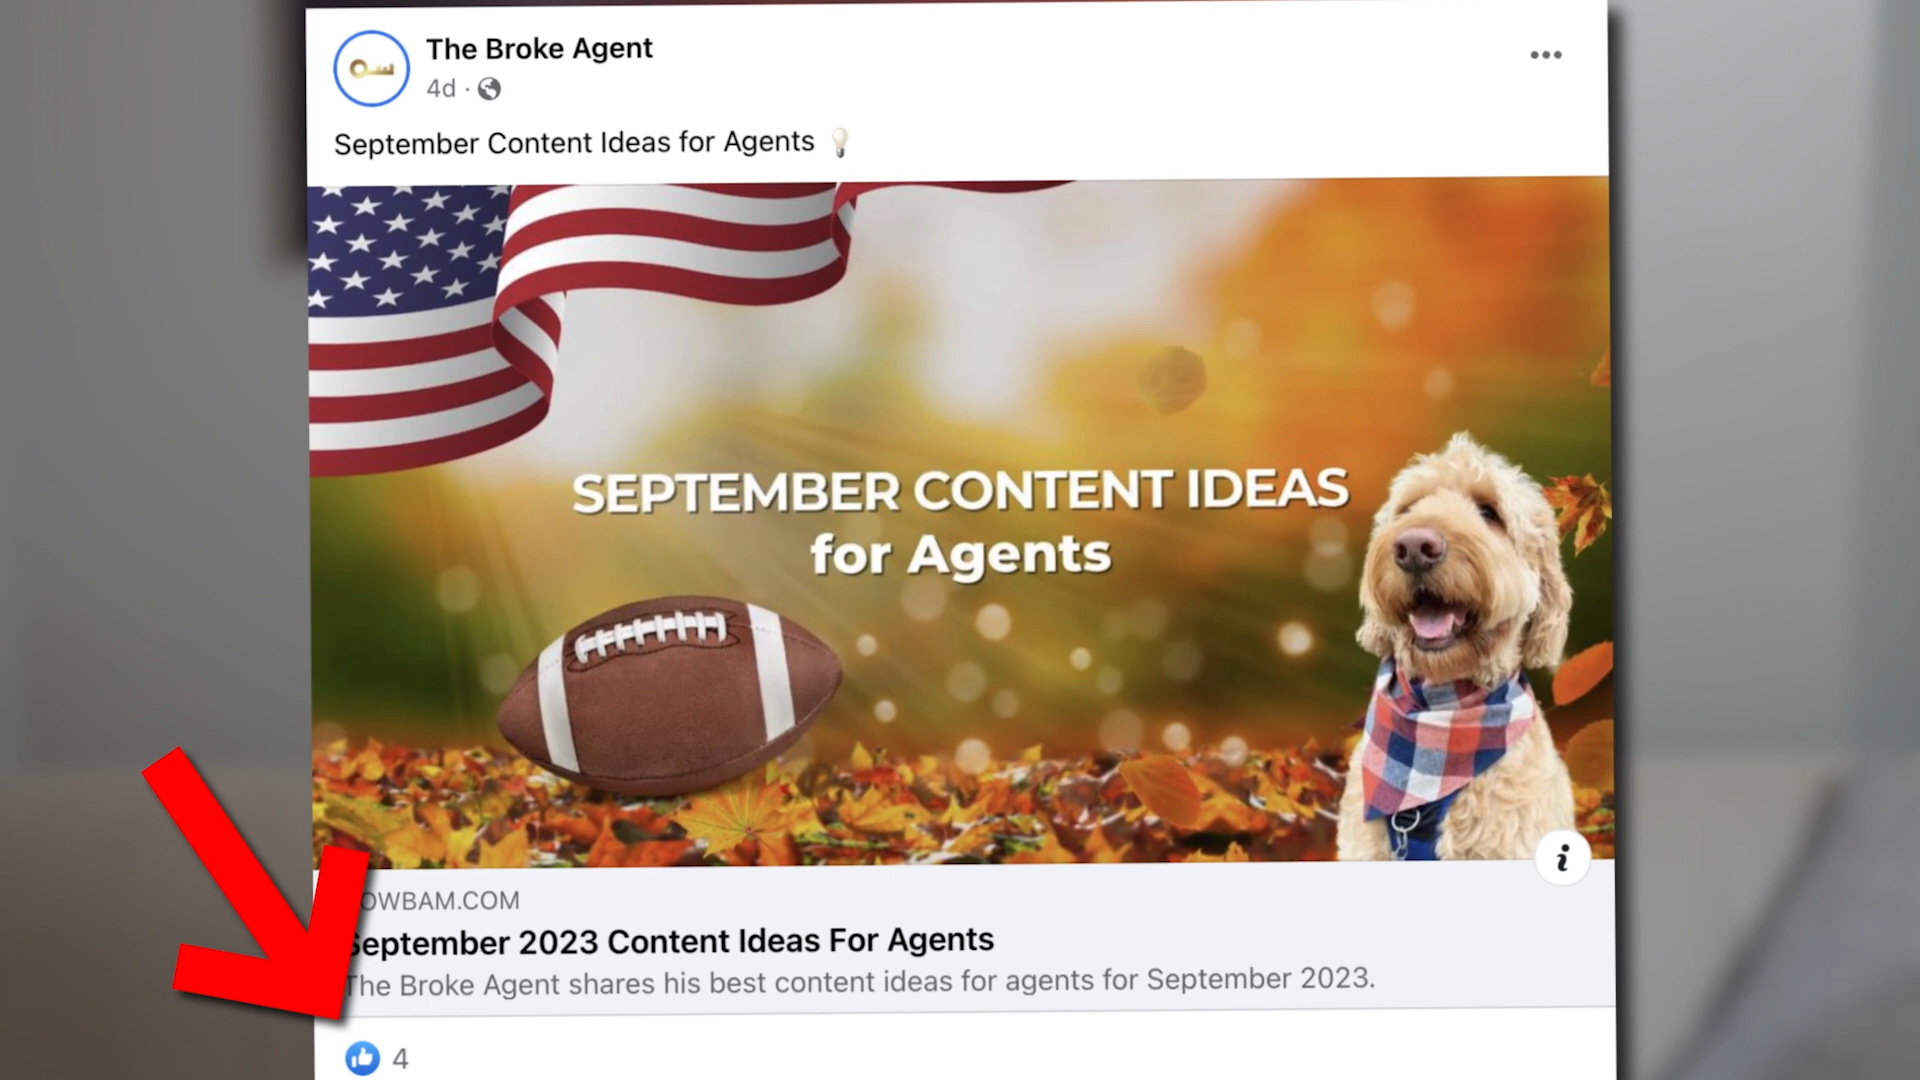 The Broke Agent
4d ·
September Content Ideas for Agents 💡
SEPTEMBER CONTENT IDEAS
for Agents
OWBAM.COM
September 2023 Content Ideas For Agents
The Broke Agent shares his best content ideas for agents for September 2023.
4